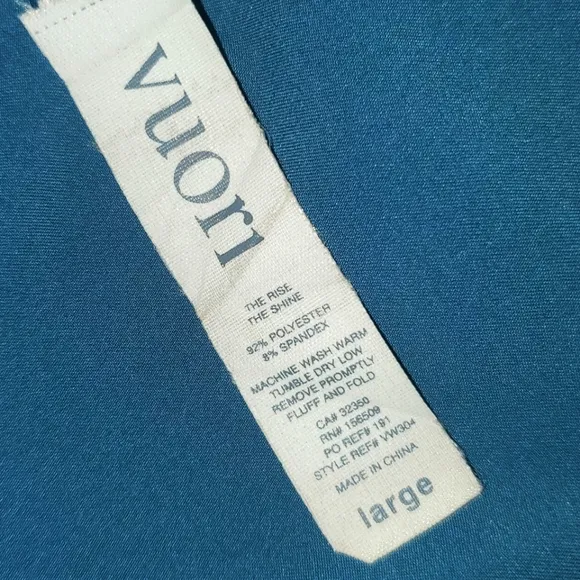 vuori
THE RISE
THE SHINE
92% POLYESTER
8% SPANDEX
MACHINE WASH WARM
TUMBLE DRY LOW
REMOVE PROMPTLY
FLUFF AND FOLD
CA# 32350
RN# 156509
PO REF# 191
STYLE REF# VW304
MADE IN CHINA
large